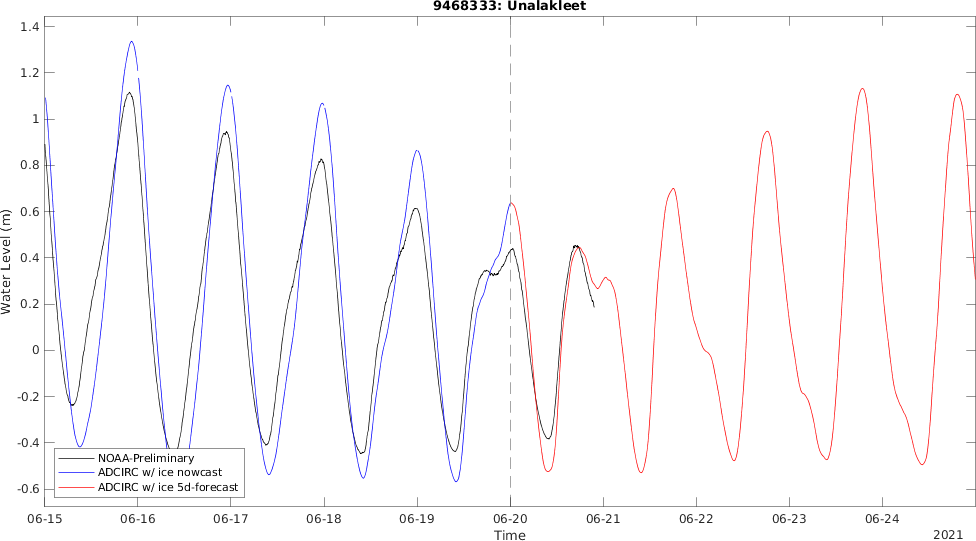 9468333: Unalakleet
1.4
1.2
1
0.8
0.6
0.4
0.2
0
-0.2
-0.4
-0.6
Water Level (m)
NOAA-Preliminary
ADCIRC w/ ice nowcast
ADCIRC w/ ice 5d-forecast
06-15 06-16 06-17 06-18 06-19 06-20 06-21 06-22 06-23 06-24
Time
2021